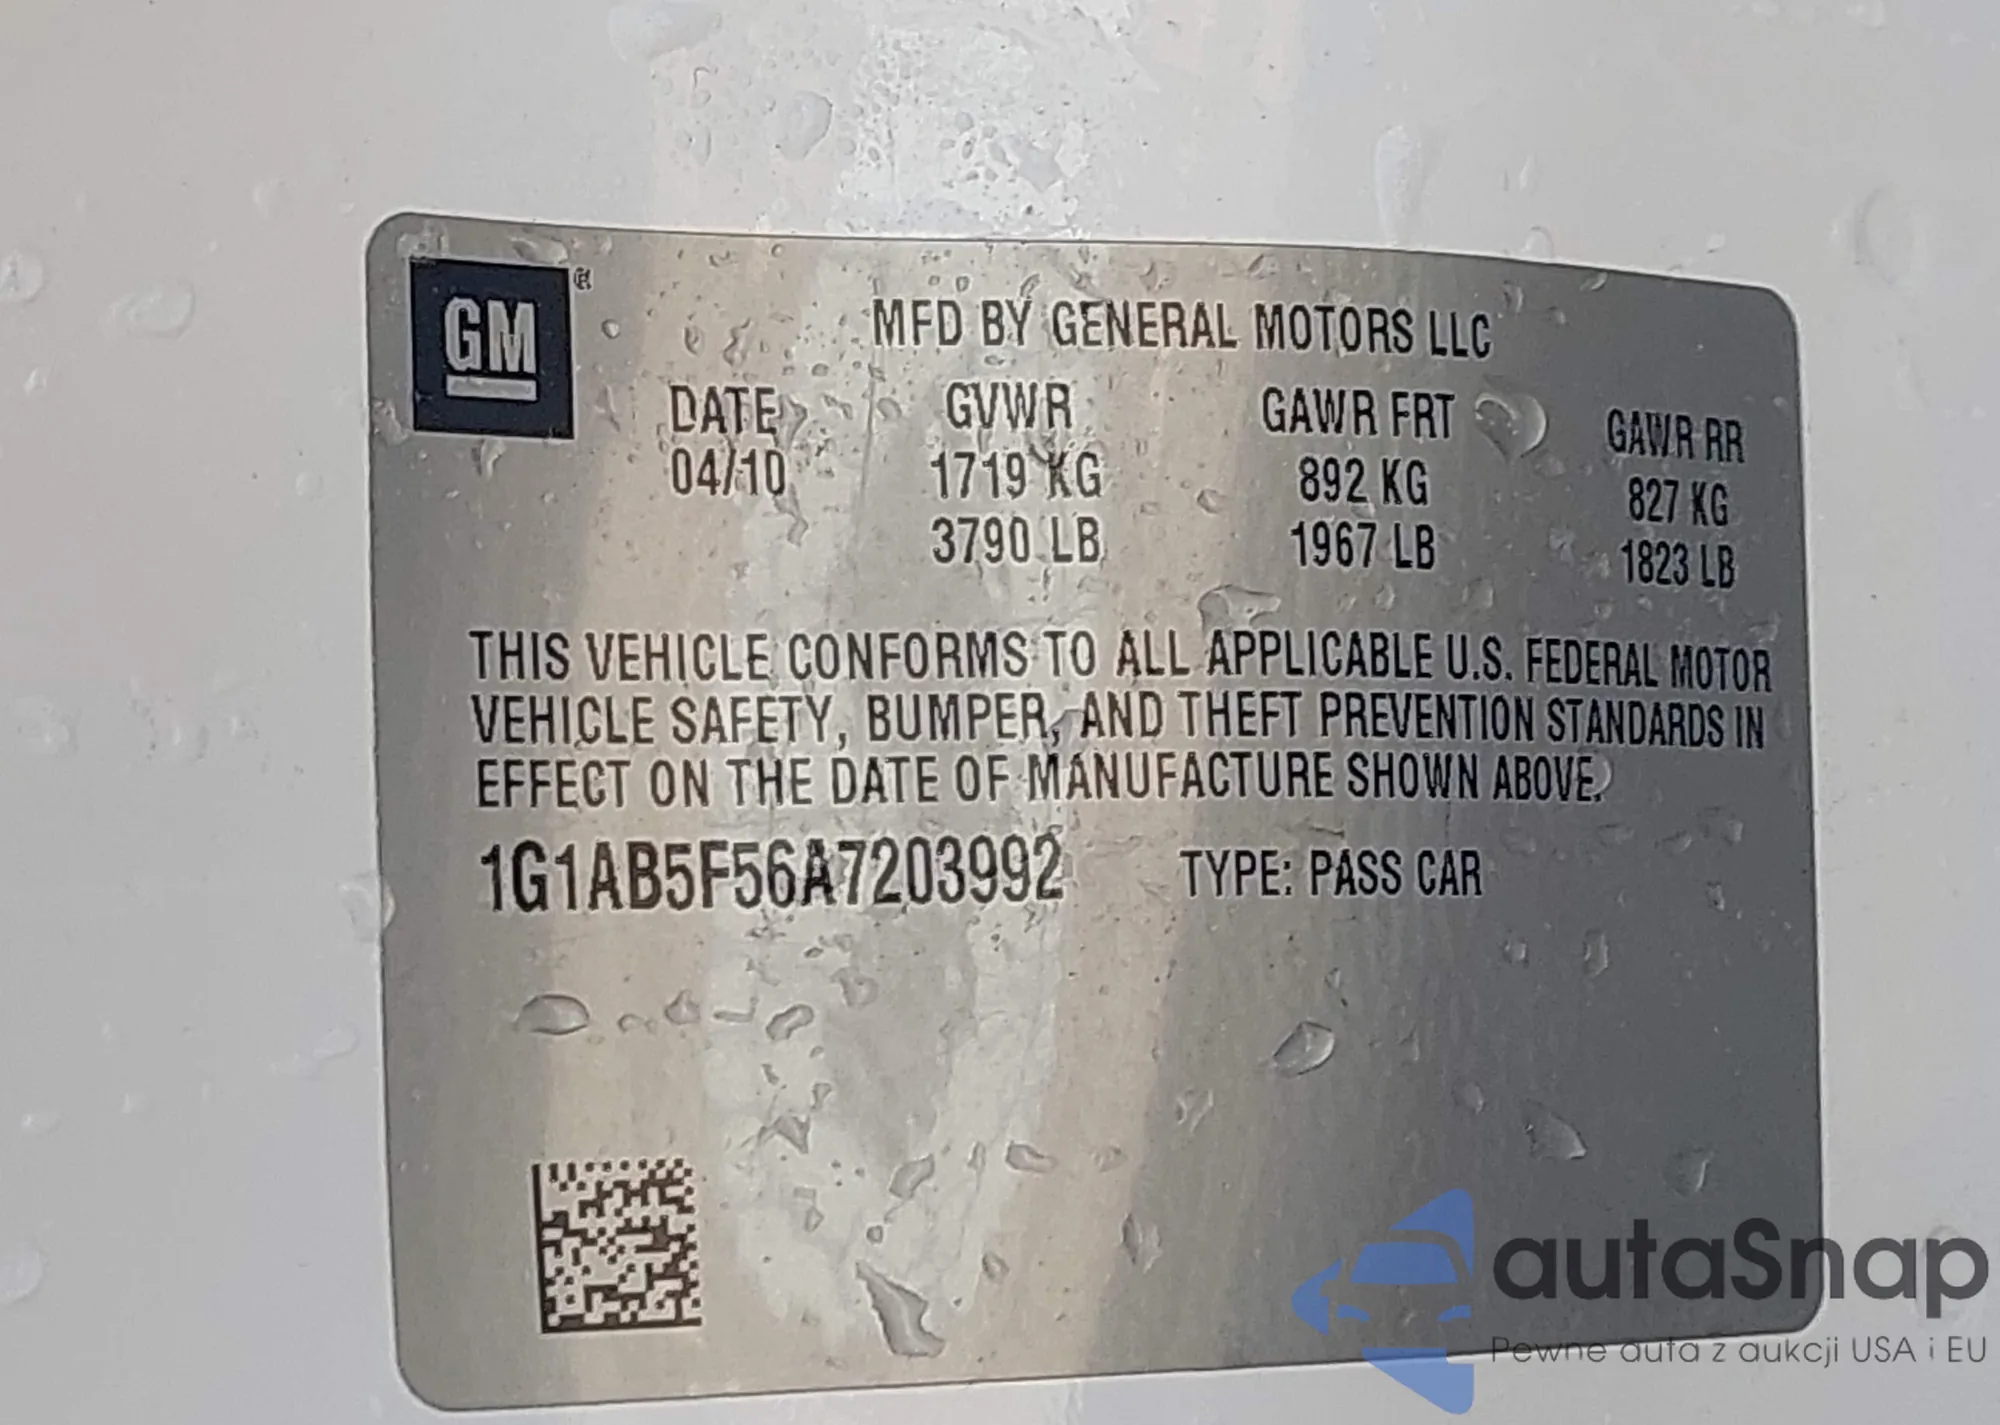 GM
MFD BY GENERAL MOTORS LLC
DATE GVWR GAWR FRT GAWR RR
04/10 1719 KG 892 KG 827 KG
3790 LB 1967 LB 1823 LB
THIS VEHICLE CONFORMS TO ALL APPLICABLE U.S. FEDERAL MOTOR
VEHICLE SAFETY, BUMPER, AND THEFT PREVENTION STANDARDS IN
EFFECT ON THE DATE OF MANUFACTURE SHOWN ABOVE.
1G1AB5F56A7203992 TYPE: PASS CAR
autaSnap
Pewne auta z aukcji USA i EU